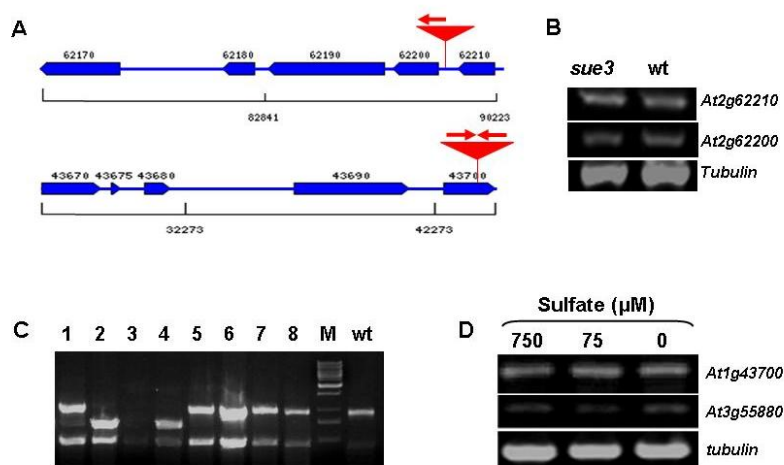 A
62170 62180 62190 62200 62210
82841 90223
43670 43675 43680 43690 43700
32273 42273
B
sue3 wt
At2g62210
At2g62200
Tubulin
C
1 2 3 4 5 6 7 8 M wt
D
Sulfate (µM)
750 75 0
At1g43700
At3g55880
tubulin